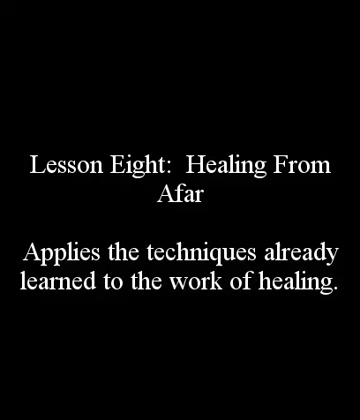 Lesson Eight:  Healing From
Afar
Applies the techniques already
learned to the work of healing.